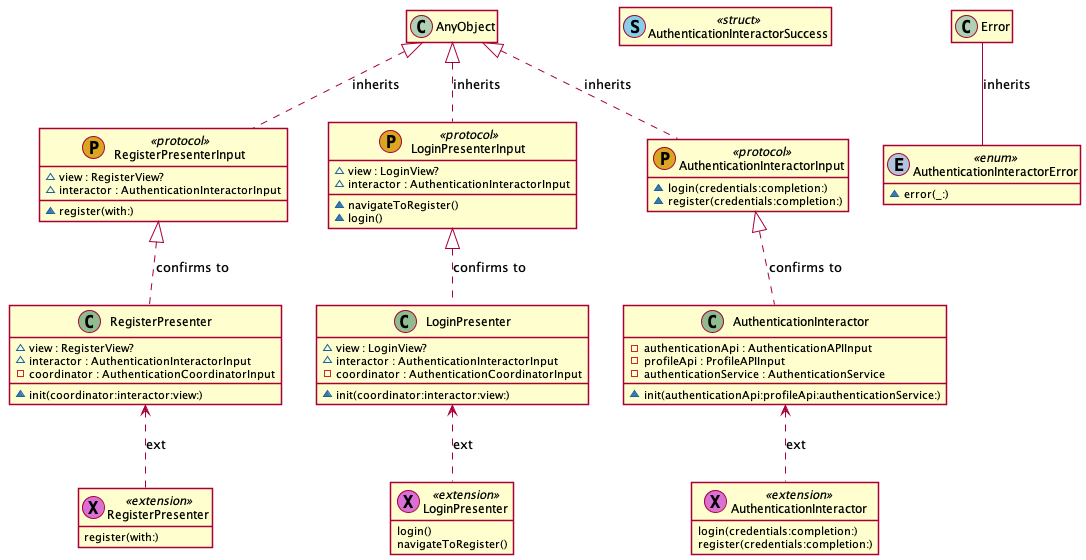 C AnyObject
«struct»
S AuthenticationInteractorSuccess
C Error
inherits
inherits
inherits
inherits
«protocol»
P RegisterPresenterInput
view : RegisterView?
interactor : AuthenticationInteractorInput
register(with:)
«protocol»
P LoginPresenterInput
view : LoginView?
interactor : AuthenticationInteractorInput
navigateToRegister()
login()
«protocol»
P AuthenticationInteractorInput
login(credentials:completion:)
register(credentials:completion:)
«enum»
E AuthenticationInteractorError
error(_:)
confirms to
confirms to
confirms to
C RegisterPresenter
view : RegisterView?
interactor : AuthenticationInteractorInput
coordinator : AuthenticationCoordinatorInput
init(coordinator:interactor:view:)
C LoginPresenter
view : LoginView?
interactor : AuthenticationInteractorInput
coordinator : AuthenticationCoordinatorInput
init(coordinator:interactor:view:)
C AuthenticationInteractor
authenticationApi : AuthenticationAPIInput
profileApi : ProfileAPIInput
authenticationService : AuthenticationService
init(authenticationApi:profileApi:authenticationService:)
ext
ext
ext
«extension»
X RegisterPresenter
register(with:)
«extension»
X LoginPresenter
login()
navigateToRegister()
«extension»
X AuthenticationInteractor
login(credentials:completion:)
register(credentials:completion:)